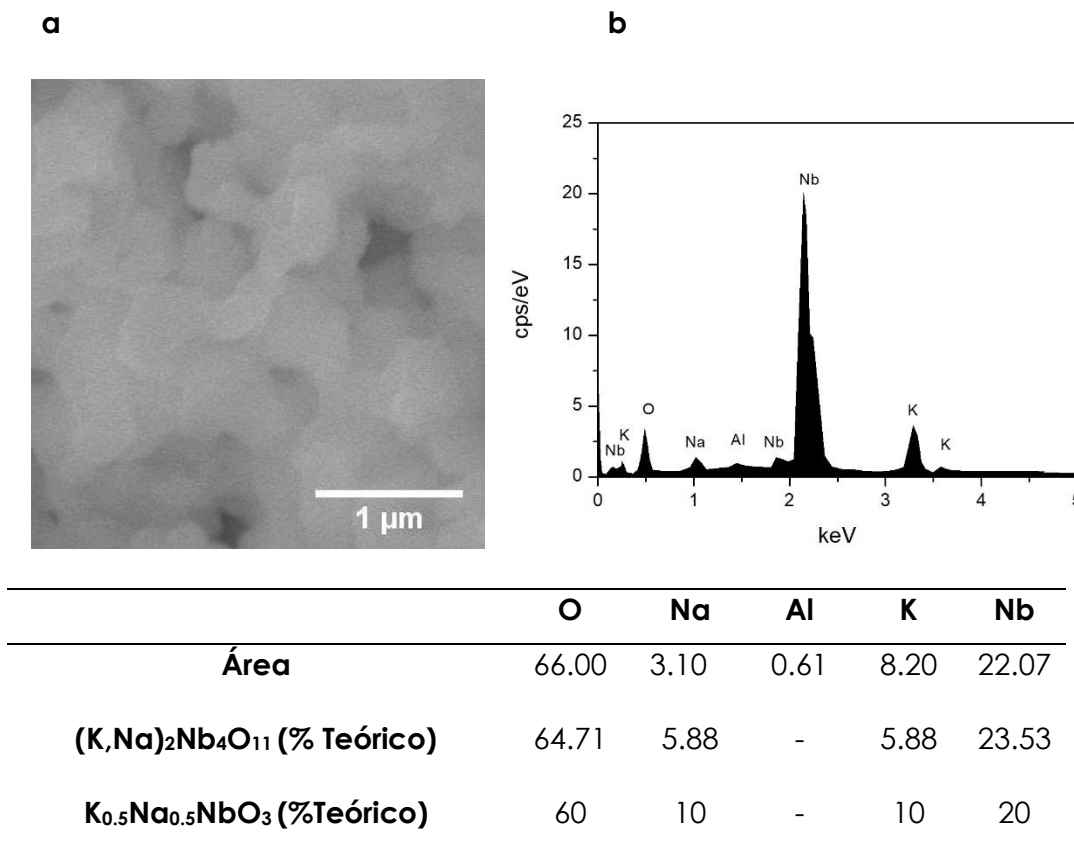 a b
1 µm
25
20
15
10
5
0
cps/eV
Nb
O
K
Nb
Na
Al
Nb
K
K
0 1 2 3 4 5
keV
O Na Al K Nb
Área 66.00 3.10 0.61 8.20 22.07
(K,Na)₂Nb₄O₁₁ (% Teórico) 64.71 5.88 - 5.88 23.53
K₀.₅Na₀.₅NbO₃ (%Teórico) 60 10 - 10 20